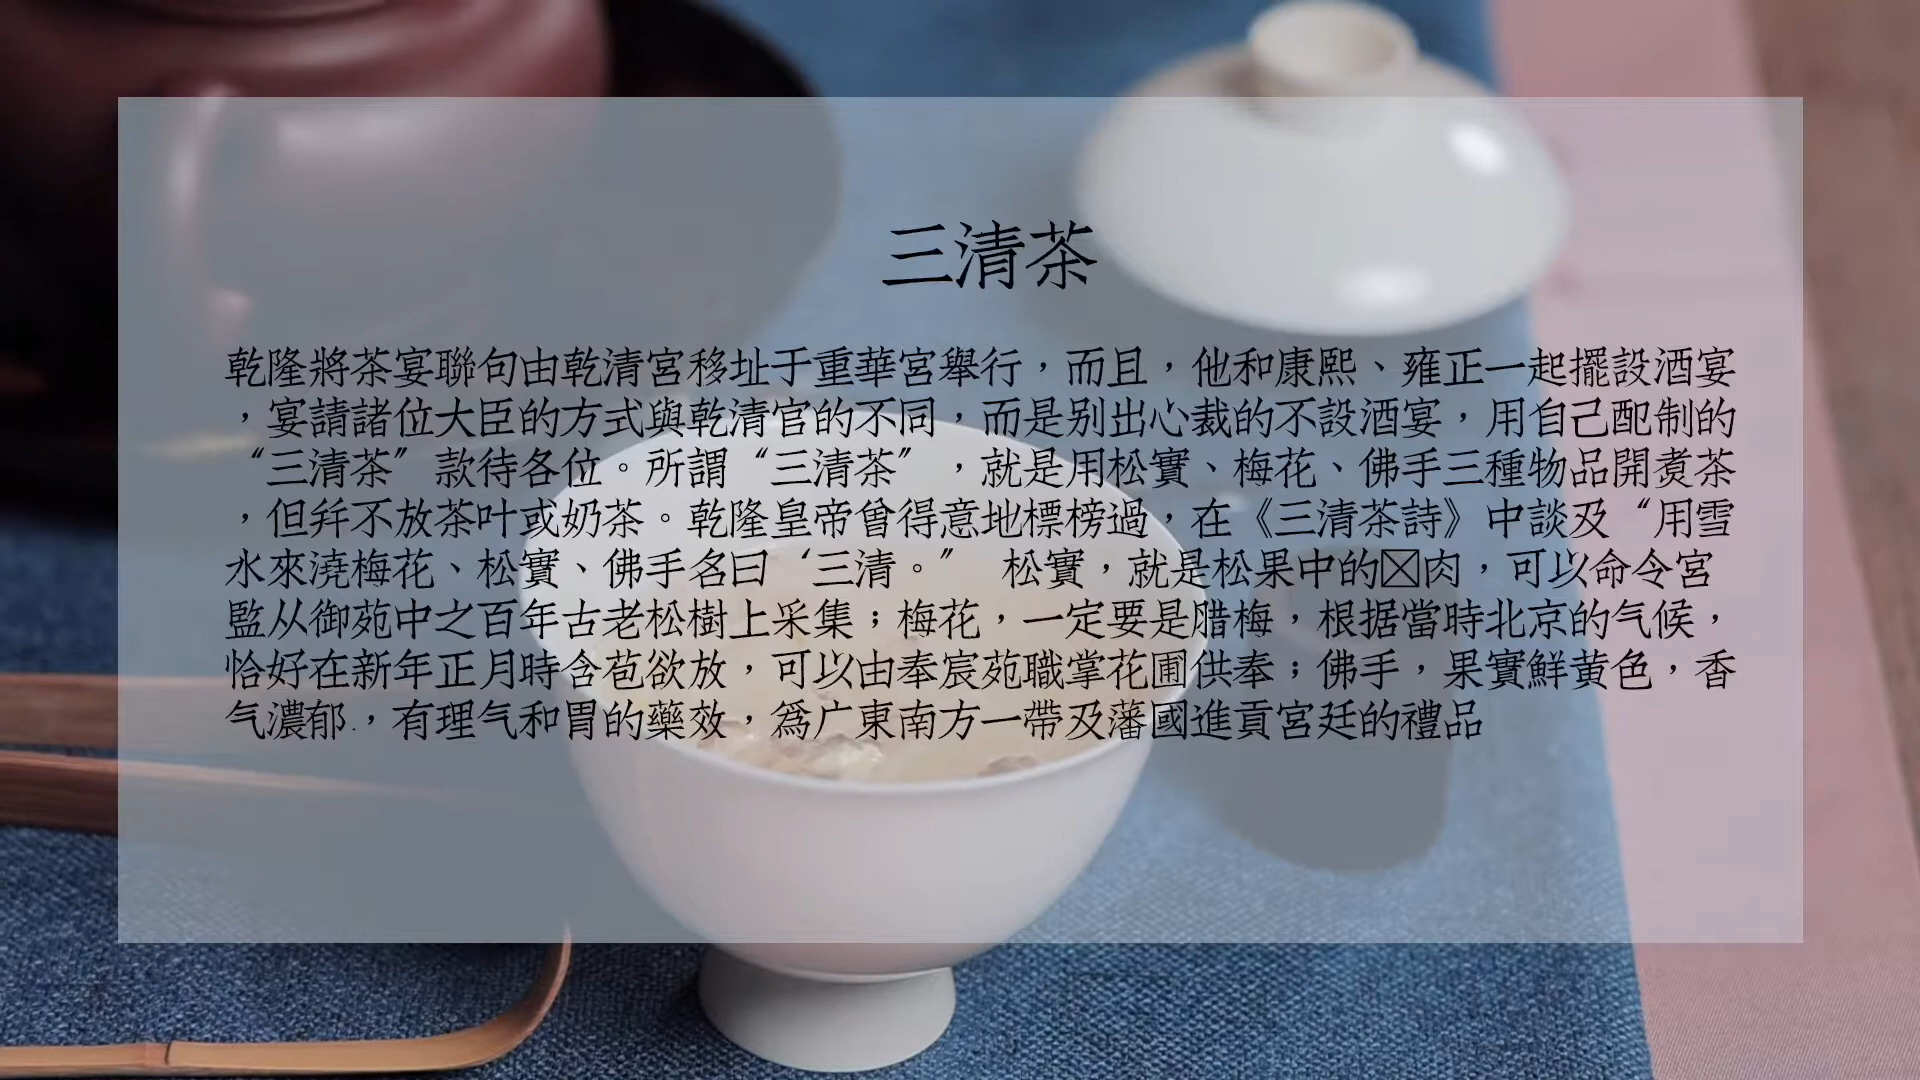 三清茶
乾隆將茶宴聯句由乾清宮移址于重華宮舉行，而且，他和康熙、雍正一起擺設酒宴
，宴請諸位大臣的方式與乾清官的不同，而是别出心裁的不設酒宴，用自己配制的
“三清茶”款待各位。所謂“三清茶”，就是用松實、梅花、佛手三種物品開煑茶
，但幷不放茶叶或奶茶。乾隆皇帝曾得意地標榜過，在《三清茶詩》中談及“用雪
水來澆梅花、松實、佛手名曰‘三清。” 松實，就是松果中的肉，可以命令宮
監从御苑中之百年古老松樹上采集；梅花，一定要是腊梅，根据當時北京的气候，
恰好在新年正月時含苞欲放，可以由奉宸苑職掌花圃供奉；佛手，果實鮮黄色，香
气濃郁.，有理气和胃的藥效，爲广東南方一帶及藩國進貢宮廷的禮品